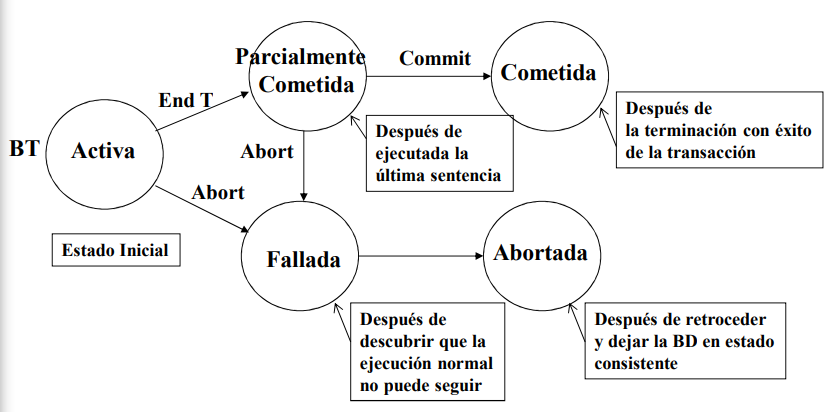 Parcialmente
Cometida
Commit
Cometida
End T
BT
Activa
Después de
la terminación con éxito
de la transacción
Abort
Después de
ejecutada la
última sentencia
Abort
Estado Inicial
Fallada
Abortada
Después de
descubrir que la
ejecución normal
no puede seguir
Después de retroceder
y dejar la BD en estado
consistente